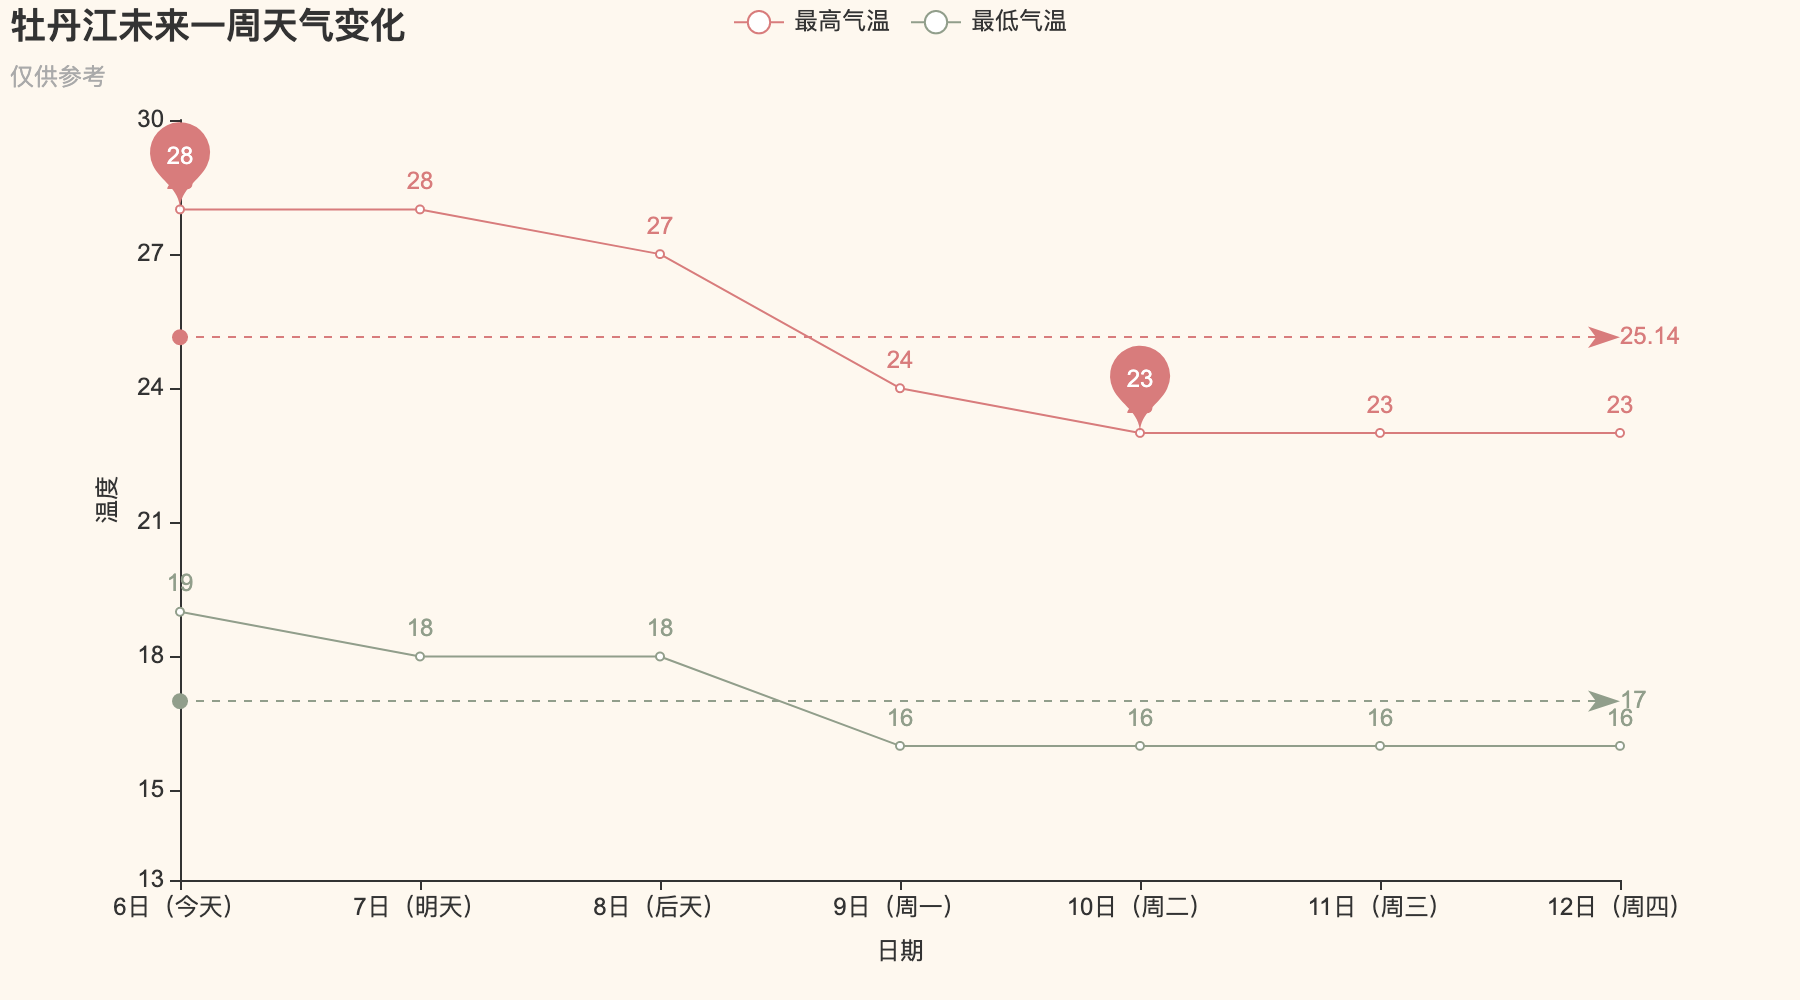 牡丹江未来一周天气变化
仅供参考
最高气温
最低气温
30
27
24
21
18
15
13
温度
28
28
27
24
23
23
23
25.14
19
18
18
16
16
16
16
17
6日（今天）
7日（明天）
8日（后天）
9日（周一）
10日（周二）
11日（周三）
12日（周四）
日期